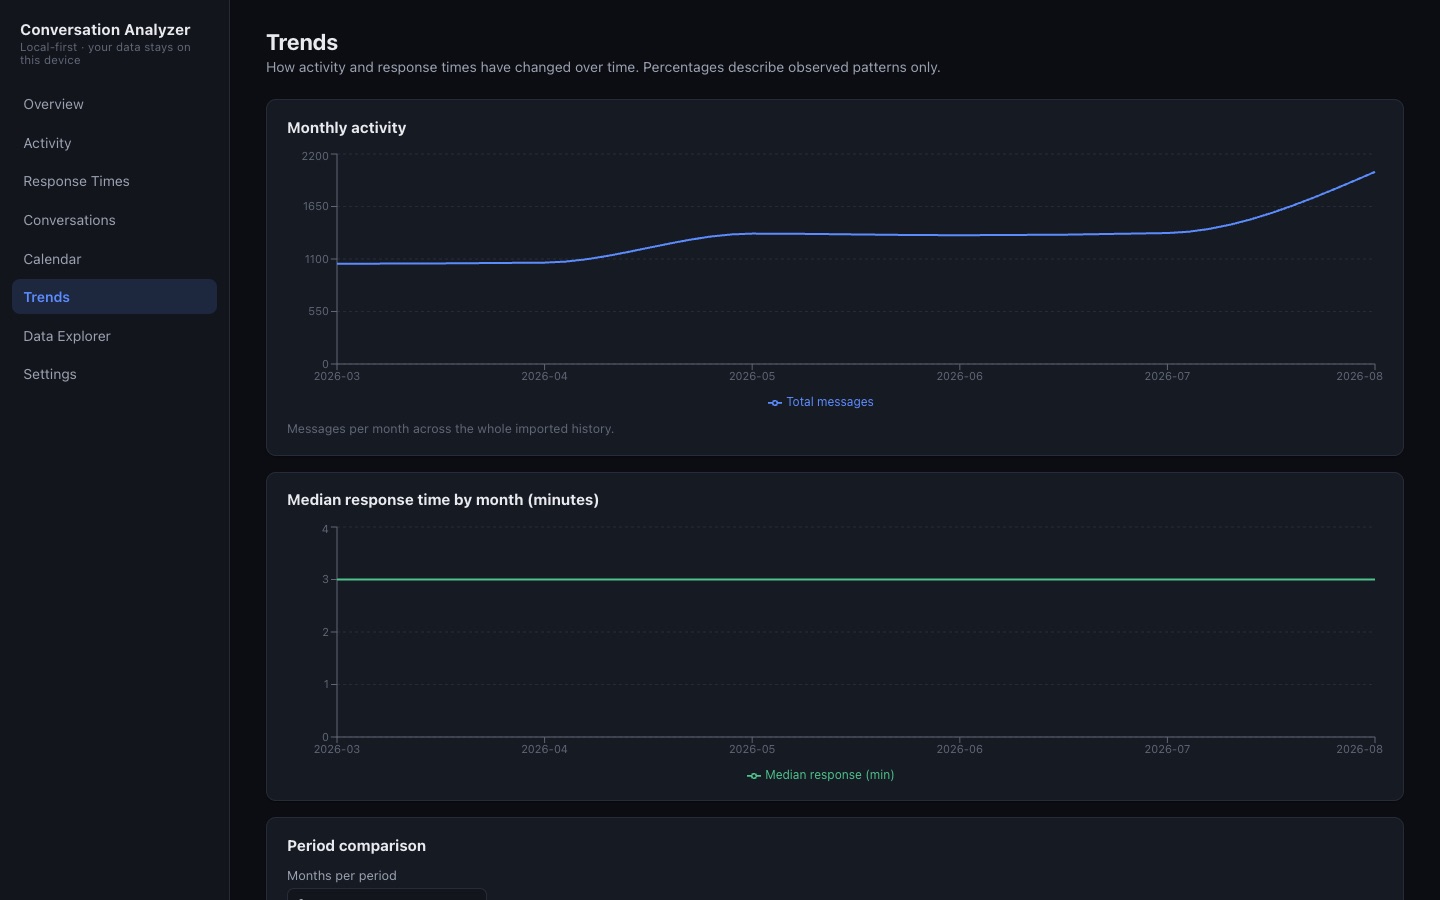 Conversation Analyzer
Local-first · your data stays on
this device
Overview
Activity
Response Times
Conversations
Calendar
Trends
Data Explorer
Settings
Trends
How activity and response times have changed over time. Percentages describe observed patterns only.
Monthly activity
2200
1650
1100
550
0
2026-03 2026-04 2026-05 2026-06 2026-07 2026-08
Total messages
Messages per month across the whole imported history.
Median response time by month (minutes)
4
3
2
1
0
2026-03 2026-04 2026-05 2026-06 2026-07 2026-08
Median response (min)
Period comparison
Months per period